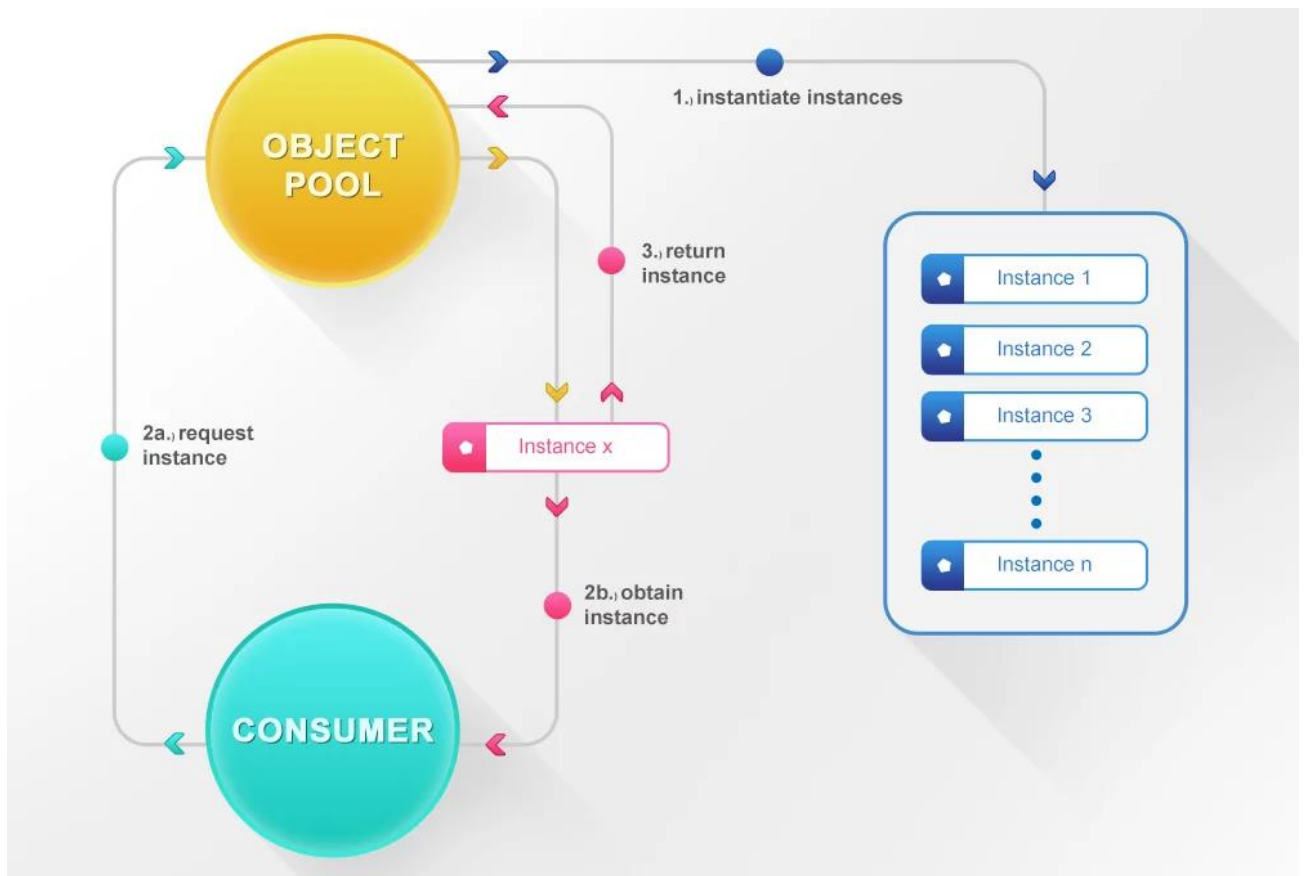 1.) instantiate instances
OBJECT
POOL
3.) return
instance
Instance 1
Instance 2
Instance 3
2a.) request
instance
Instance x
Instance n
2b.) obtain
instance
CONSUMER